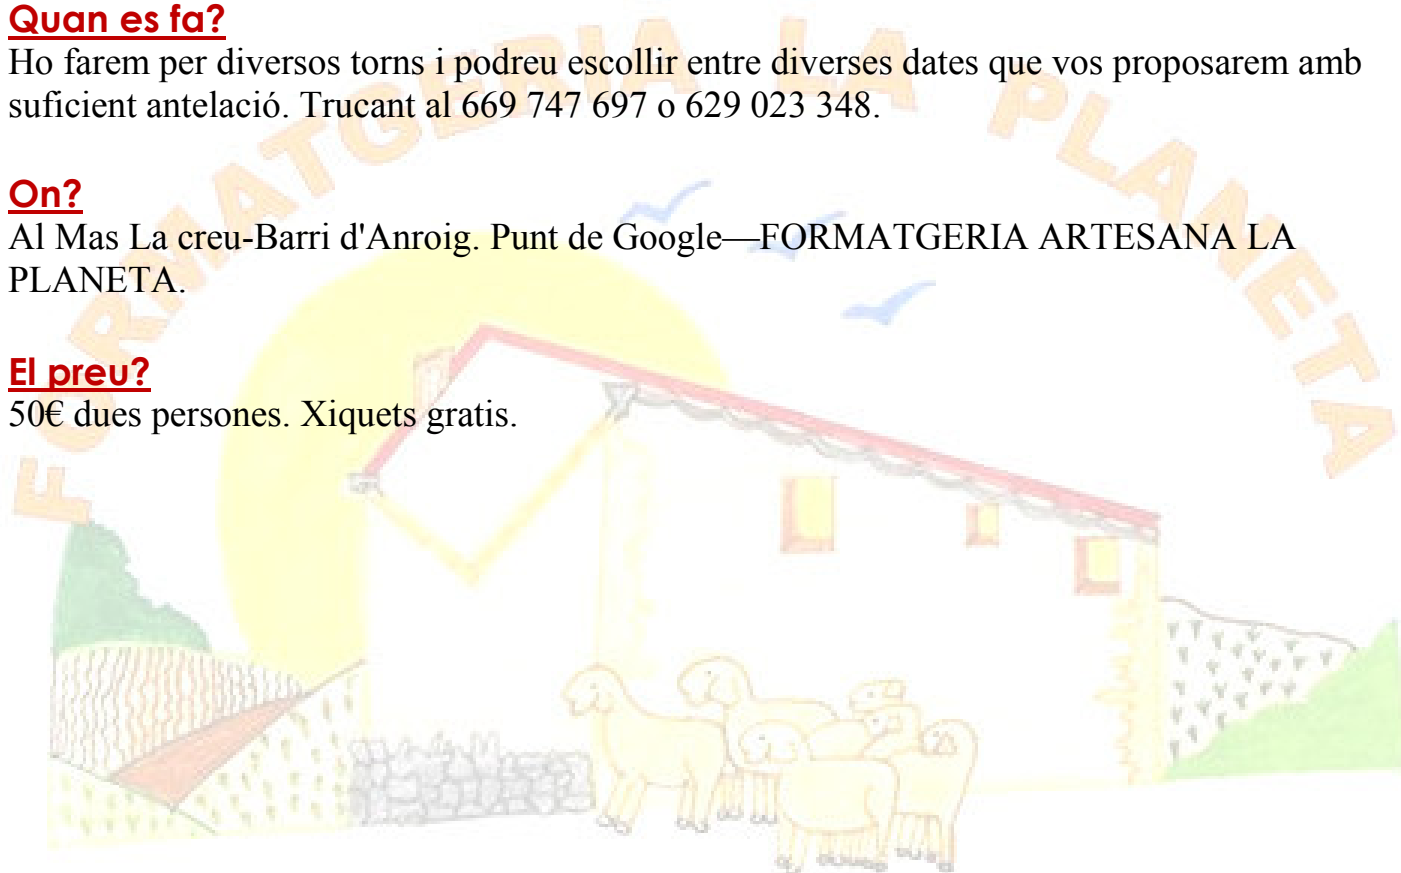 Quan es fa?
Ho farem per diversos torns i podreu escollir entre diverses dates que vos proposarem amb
suficient antelació. Trucant al 669 747 697 o 629 023 348.
On?
Al Mas La creu-Barri d'Anroig. Punt de Google—FORMATGERIA ARTESANA LA
PLANETA.
El preu?
50€ dues persones. Xiquets gratis.
FORMATGERIA LA PLANETA